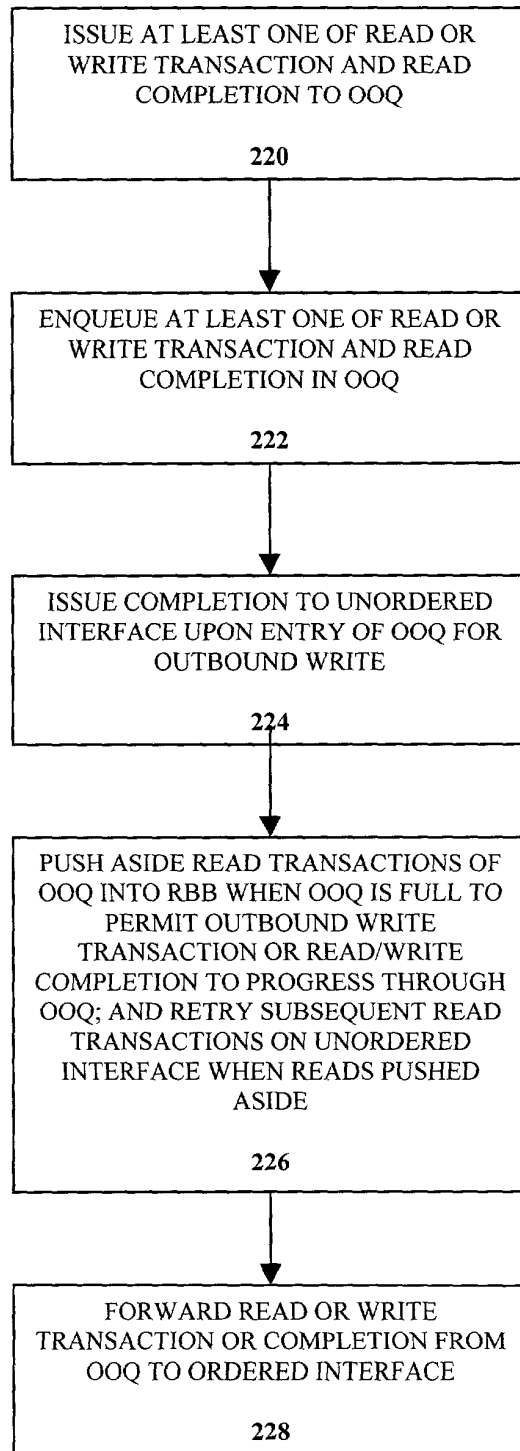 ISSUE AT LEAST ONE OF READ OR
WRITE TRANSACTION AND READ
COMPLETION TO OOQ
220
ENQUEUE AT LEAST ONE OF READ OR
WRITE TRANSACTION AND READ
COMPLETION IN OOQ
222
ISSUE COMPLETION TO UNORDERED
INTERFACE UPON ENTRY OF OOQ FOR
OUTBOUND WRITE
224
PUSH ASIDE READ TRANSACTIONS OF
OOQ INTO RBB WHEN OOQ IS FULL TO
PERMIT OUTBOUND WRITE
TRANSACTION OR READ/WRITE
COMPLETION TO PROGRESS THROUGH
OOQ; AND RETRY SUBSEQUENT READ
TRANSACTIONS ON UNORDERED
INTERFACE WHEN READS PUSHED
ASIDE
226
FORWARD READ OR WRITE
TRANSACTION OR COMPLETION FROM
OOQ TO ORDERED INTERFACE
228